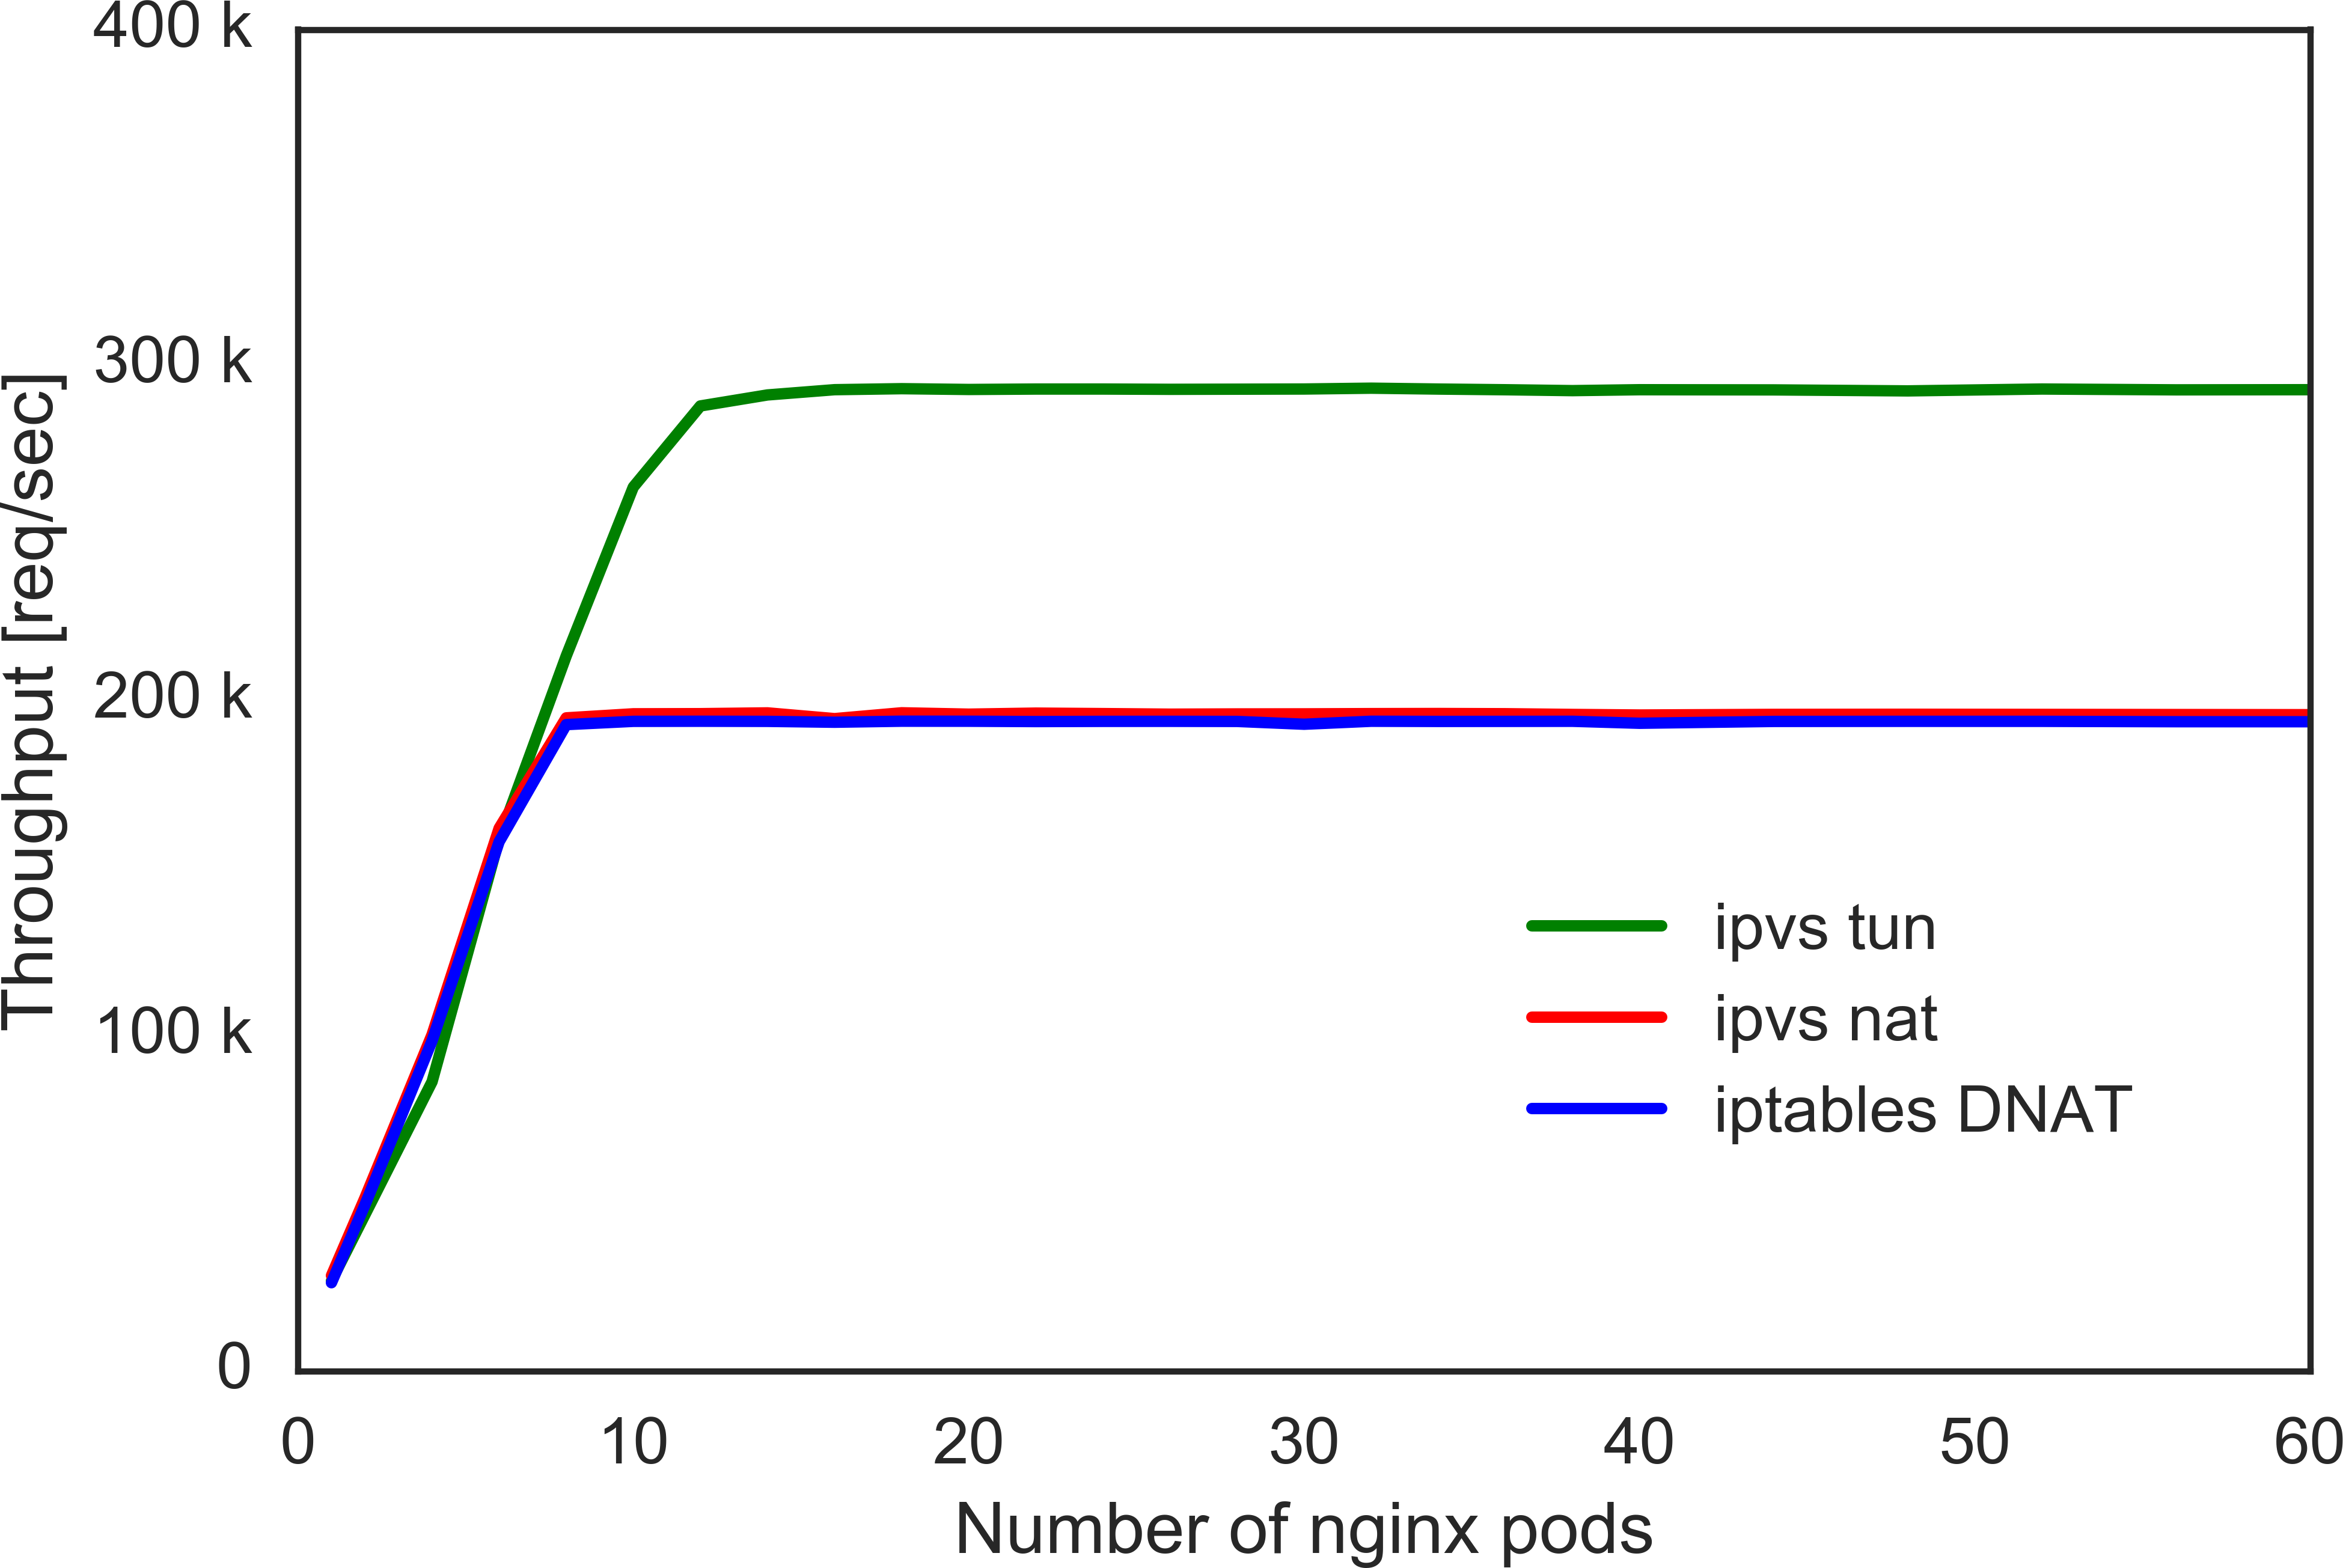 400 k
300 k
200 k
100 k
0
Throughput [req/sec]
ipvs tun
ipvs nat
iptables DNAT
0 10 20 30 40 50 60
Number of nginx pods